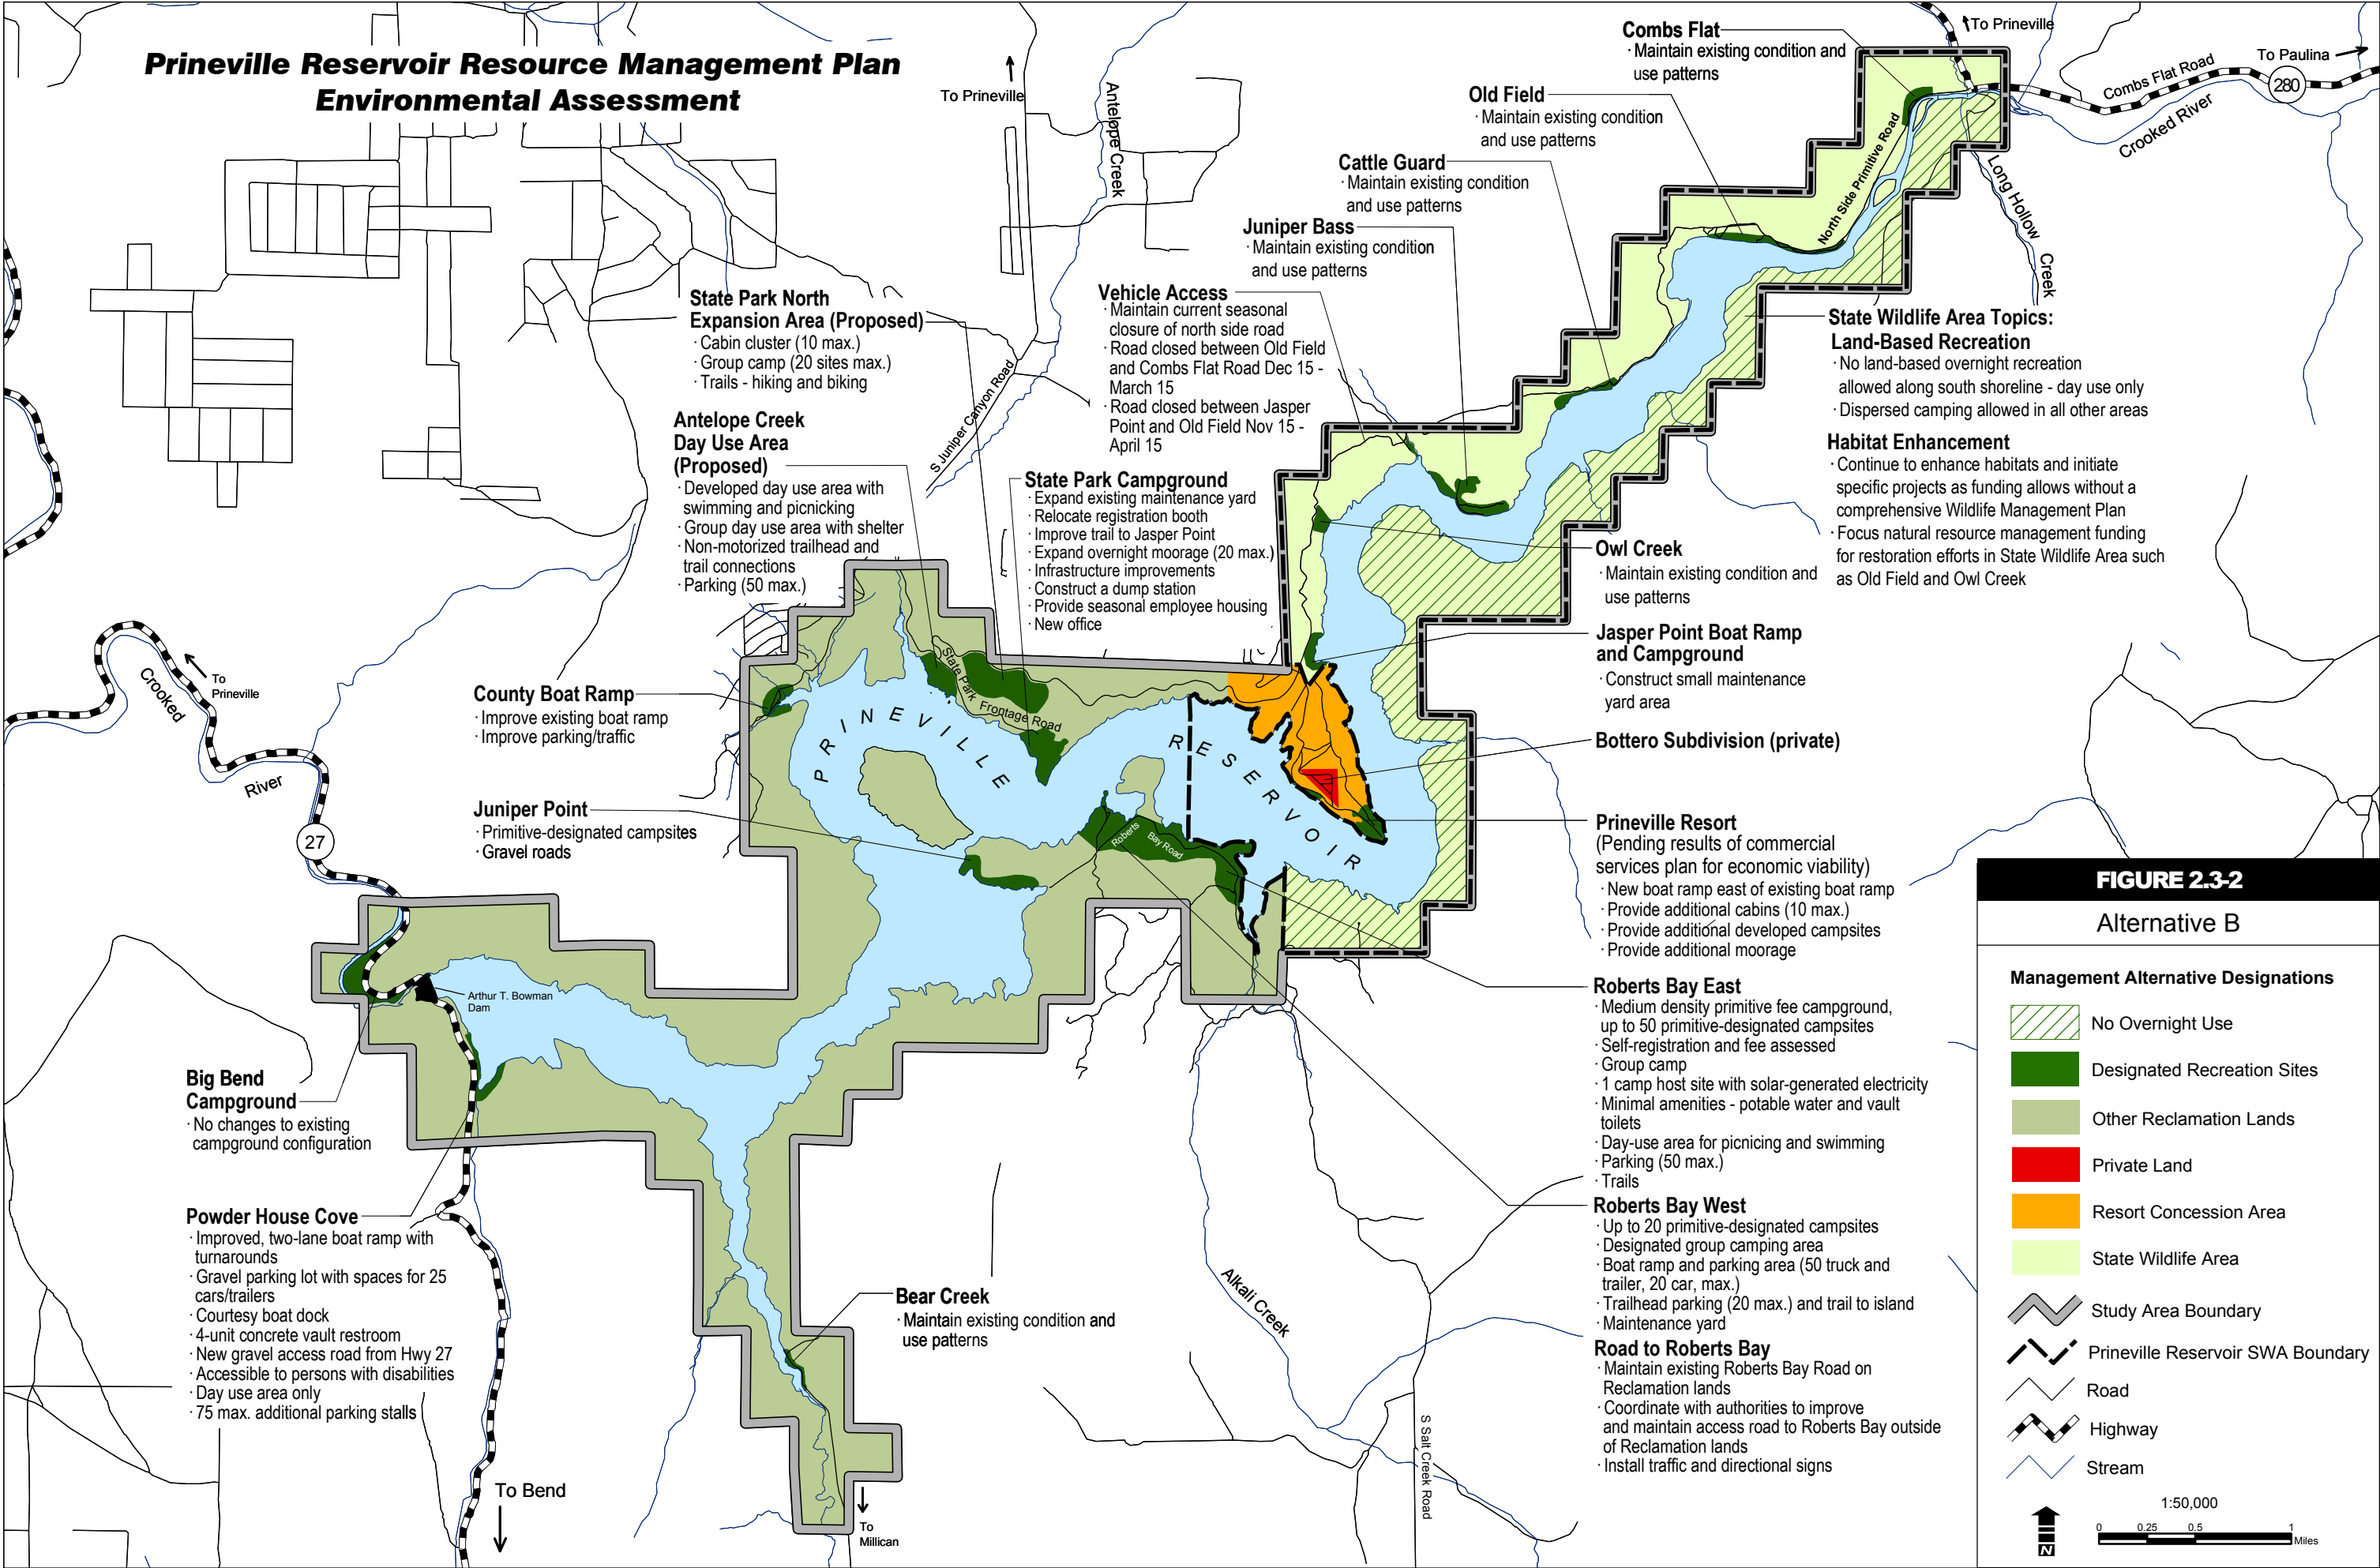 Prineville Reservoir Resource Management Plan
Environmental Assessment
To Prineville
Antelope Creek
S Juniper Canyon Road
State Park North
Expansion Area (Proposed)
· Cabin cluster (10 max.)
· Group camp (20 sites max.)
· Trails - hiking and biking
Antelope Creek
Day Use Area
(Proposed)
· Developed day use area with
swimming and picnicking
· Group day use area with shelter
· Non-motorized trailhead and
trail connections
· Parking (50 max.)
State Park Campground
· Expand existing maintenance yard
· Relocate registration booth
· Improve trail to Jasper Point
· Expand overnight moorage (20 max.)
· Infrastructure improvements
· Construct a dump station
· Provide seasonal employee housing
· New office
Vehicle Access
· Maintain current seasonal
closure of north side road
· Road closed between Old Field
and Combs Flat Road Dec 15 -
March 15
· Road closed between Jasper
Point and Old Field Nov 15 -
April 15
Juniper Bass
· Maintain existing condition
and use patterns
Cattle Guard
· Maintain existing condition
and use patterns
Old Field
· Maintain existing condition
and use patterns
Combs Flat
· Maintain existing condition and
use patterns
To Prineville
To Paulina
Combs Flat Road
280
Crooked River
North Side Primitive Road
Long Hollow
Creek
State Wildlife Area Topics:
Land-Based Recreation
· No land-based overnight recreation
allowed along south shoreline - day use only
· Dispersed camping allowed in all other areas
Habitat Enhancement
· Continue to enhance habitats and initiate
specific projects as funding allows without a
comprehensive Wildlife Management Plan
· Focus natural resource management funding
for restoration efforts in State Wildlife Area such
as Old Field and Owl Creek
Owl Creek
· Maintain existing condition and
use patterns
Jasper Point Boat Ramp
and Campground
· Construct small maintenance
yard area
Bottero Subdivision (private)
Prineville Resort
(Pending results of commercial
services plan for economic viability)
· New boat ramp east of existing boat ramp
· Provide additional cabins (10 max.)
· Provide additional developed campsites
· Provide additional moorage
Roberts Bay East
· Medium density primitive fee campground,
up to 50 primitive-designated campsites
· Self-registration and fee assessed
· Group camp
· 1 camp host site with solar-generated electricity
· Minimal amenities - potable water and vault
toilets
· Day-use area for picnicing and swimming
· Parking (50 max.)
· Trails
Roberts Bay West
· Up to 20 primitive-designated campsites
· Designated group camping area
· Boat ramp and parking area (50 truck and
trailer, 20 car, max.)
· Trailhead parking (20 max.) and trail to island
· Maintenance yard
Road to Roberts Bay
· Maintain existing Roberts Bay Road on
Reclamation lands
· Coordinate with authorities to improve
and maintain access road to Roberts Bay outside
of Reclamation lands
· Install traffic and directional signs
County Boat Ramp
· Improve existing boat ramp
· Improve parking/traffic
Juniper Point
· Primitive-designated campsites
· Gravel roads
PRINEVILLE
RESERVOIR
State Park
Frontage Road
Roberts
Bay Road
To
Prineville
Crooked
River
27
Arthur T. Bowman
Dam
Big Bend
Campground
· No changes to existing
campground configuration
Powder House Cove
· Improved, two-lane boat ramp with
turnarounds
· Gravel parking lot with spaces for 25
cars/trailers
· Courtesy boat dock
· 4-unit concrete vault restroom
· New gravel access road from Hwy 27
· Accessible to persons with disabilities
· Day use area only
· 75 max. additional parking stalls
To Bend
Bear Creek
· Maintain existing condition and
use patterns
To
Millican
Alkali Creek
S Salt Creek Road
FIGURE 2.3-2
Alternative B
Management Alternative Designations
No Overnight Use
Designated Recreation Sites
Other Reclamation Lands
Private Land
Resort Concession Area
State Wildlife Area
Study Area Boundary
Prineville Reservoir SWA Boundary
Road
Highway
Stream
1:50,000
0 0.25 0.5 1
Miles
N